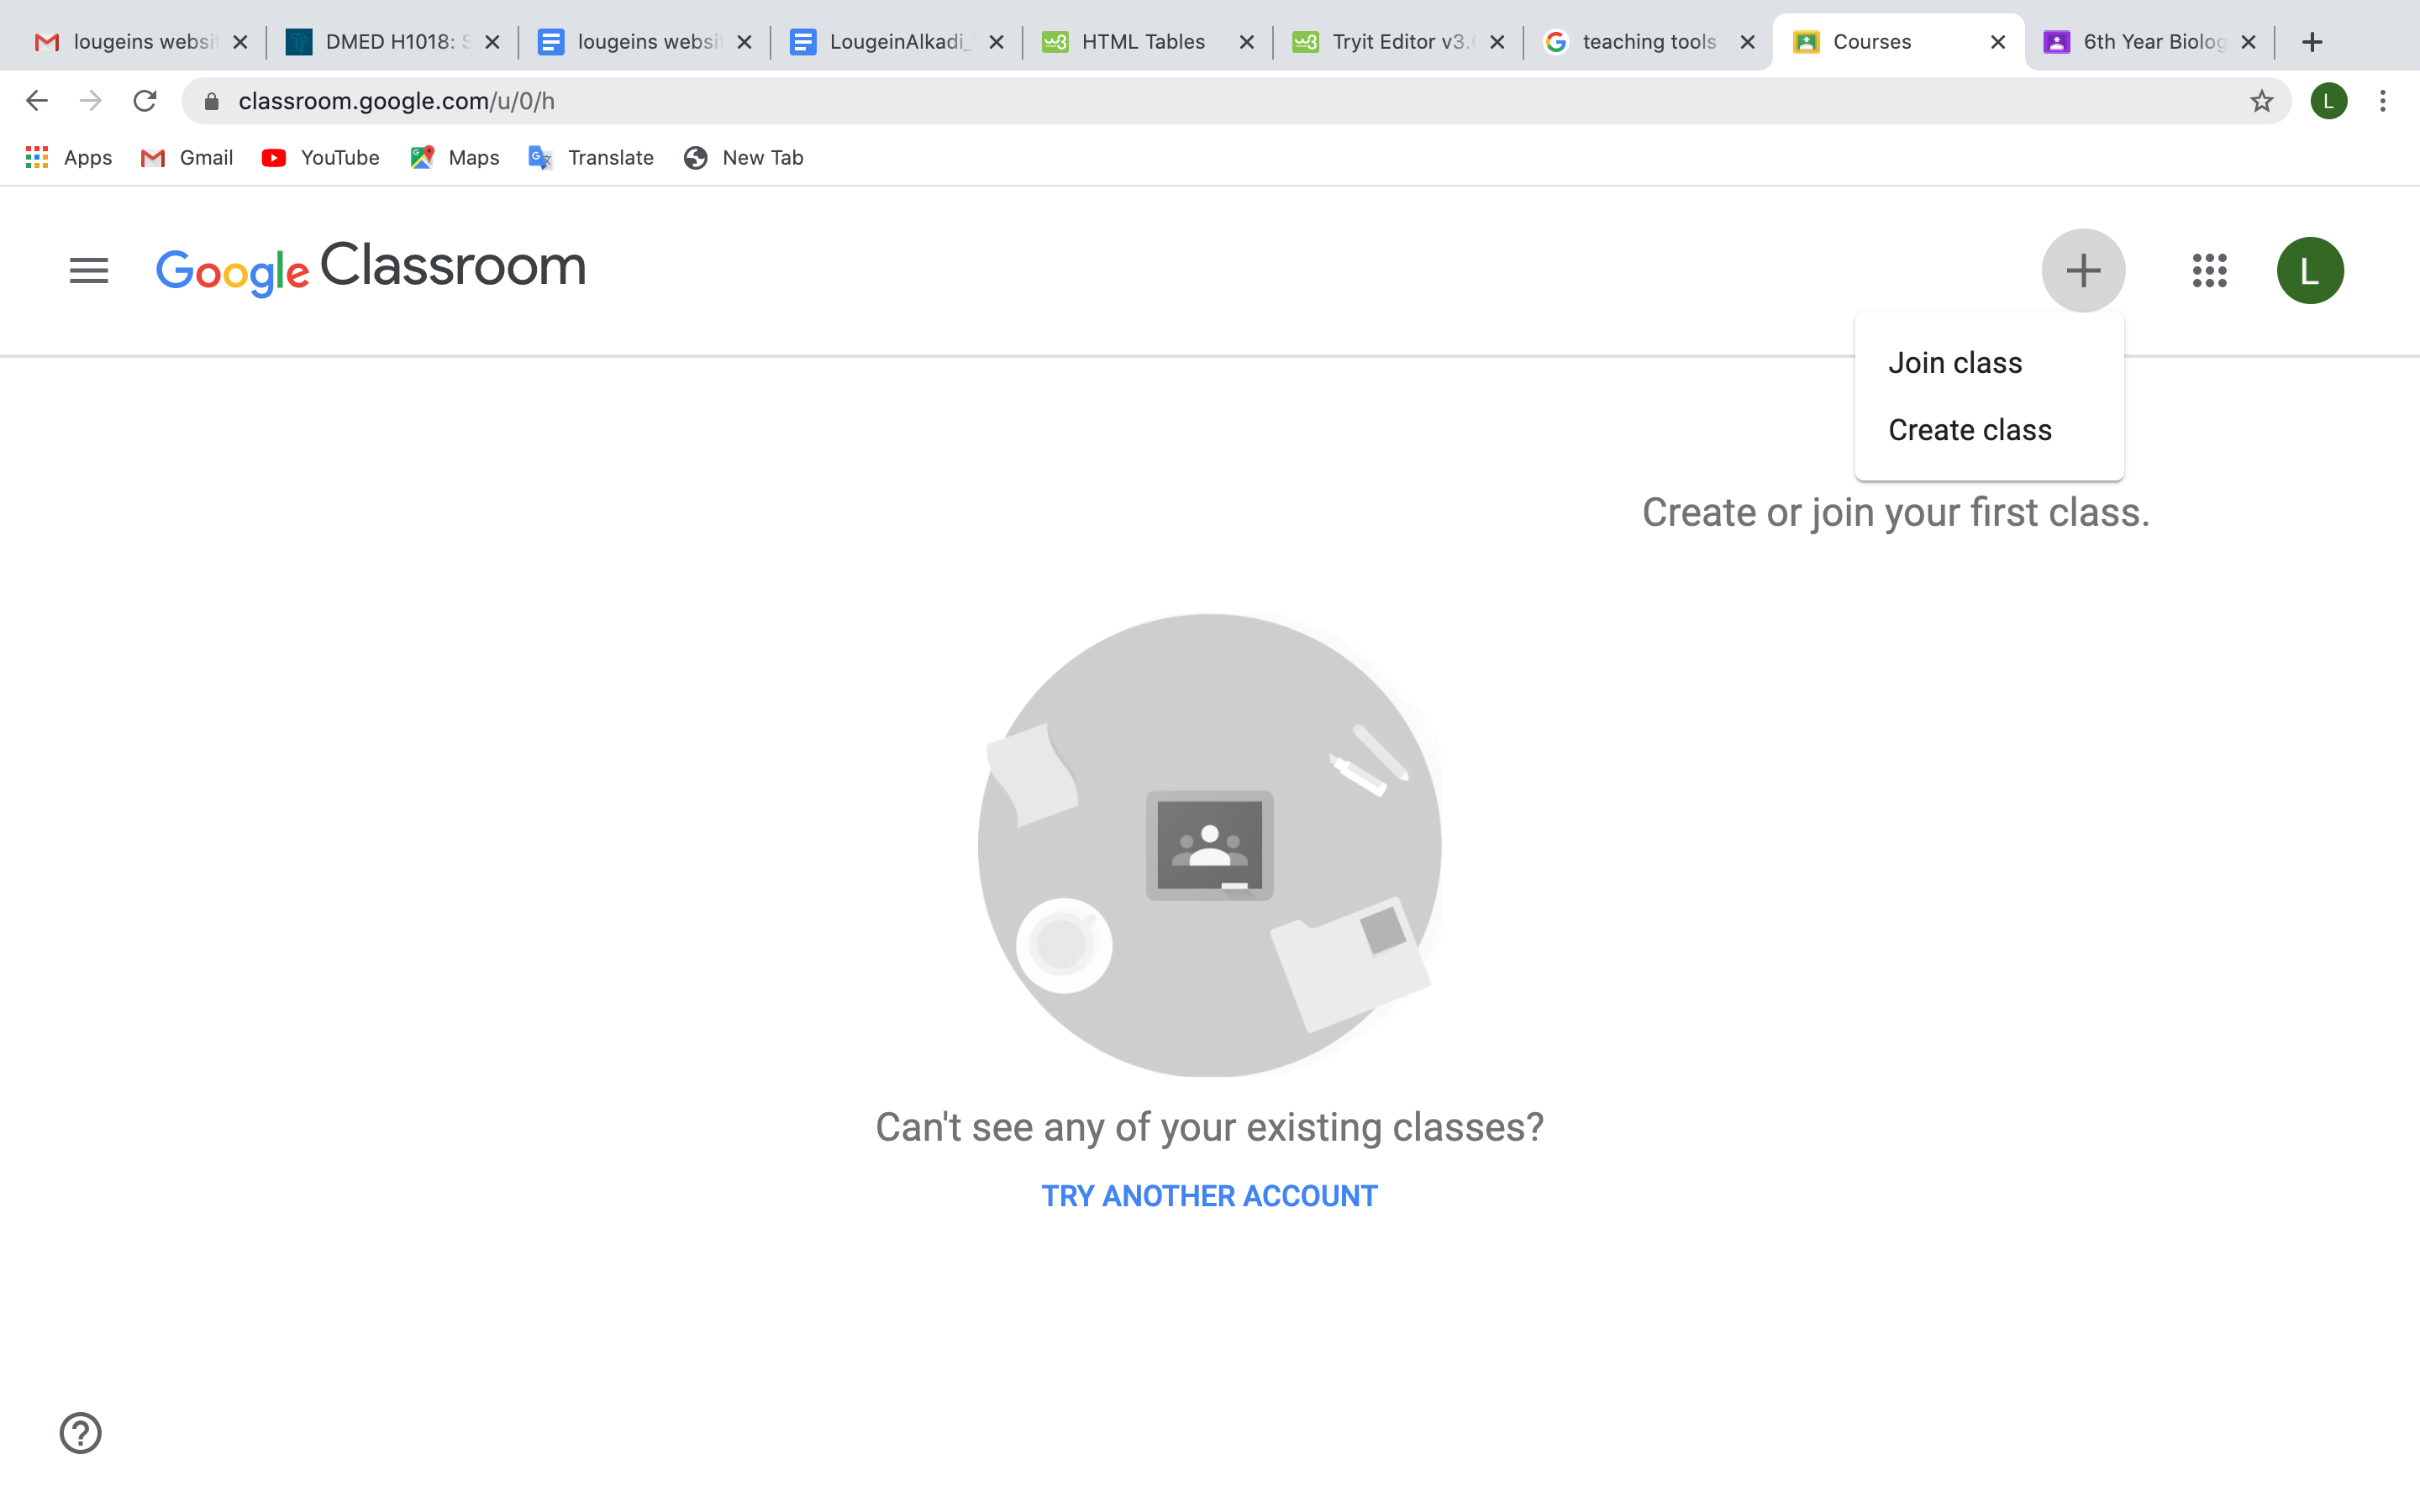 lougeins websi
DMED H1018:
lougeins websi
LougeinAlkadi_
HTML Tables
Tryit Editor v3.
teaching tools
Courses
6th Year Biolog
classroom.google.com/u/0/h
L
Apps
Gmail
YouTube
Maps
Translate
New Tab
Google Classroom
L
Join class
Create class
Create or join your first class.
Can't see any of your existing classes?
TRY ANOTHER ACCOUNT